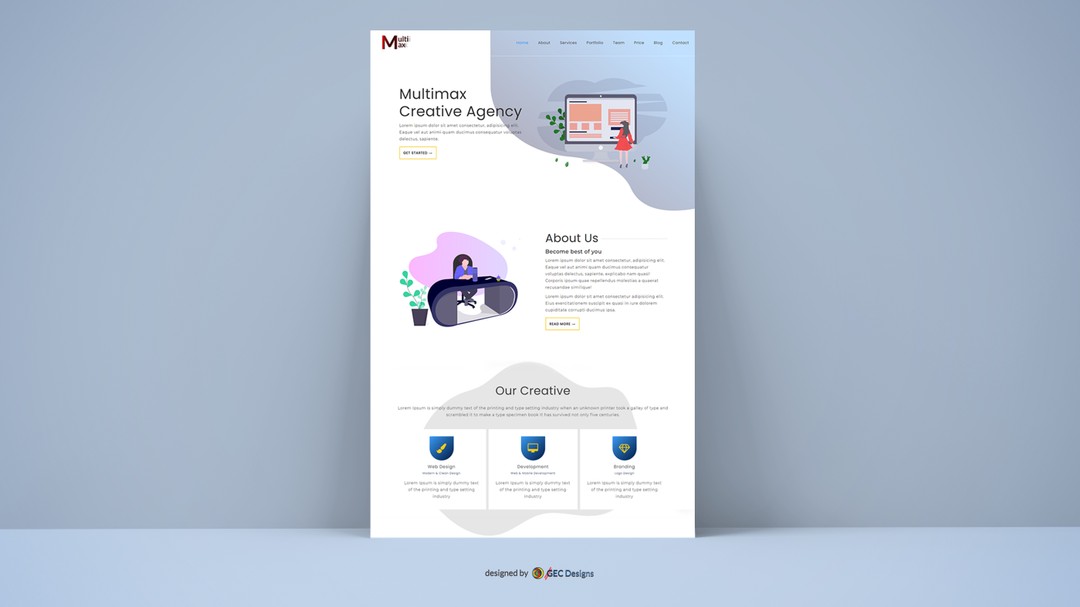 Multi
Max
Home About Services Portfolio Team Price Blog Contact
Multimax
Creative Agency
Lorem ipsum dolor sit amet consectetur, adipisicing elit.
Eaque vel aut animi quam ducimus consequatur voluptas
delectus, sapiente.
GET STARTED
About Us
Become best of you
Lorem ipsum dolor sit amet consectetur, adipisicing elit.
Eaque vel aut animi quam ducimus consequatur
voluptas delectus, sapiente, explicabo nam quam!
Corporis ipsum quae repellendus molestias a quaerat
recusandae similique!
Lorem ipsum dolor sit amet consectetur adipisicing elit.
Eius exercitationem suscipit ex quasi in iure dolorem
cupiditate corrupti ducimus ipsa.
READ MORE
Our Creative
Lorem ipsum is simply dummy text of the printing and type setting industry when an unknown printer took a galley of type and
scrambled it to make a type specimen book it has survived not only five centuries.
Web Design
Modern & Clean Design
Lorem ipsum is simply dummy text
of the printing and type setting
industry
Development
Web & Mobile Development
Lorem ipsum is simply dummy text
of the printing and type setting
industry
Branding
Logo Design
Lorem ipsum is simply dummy text
of the printing and type setting
industry
designed by GEC Designs